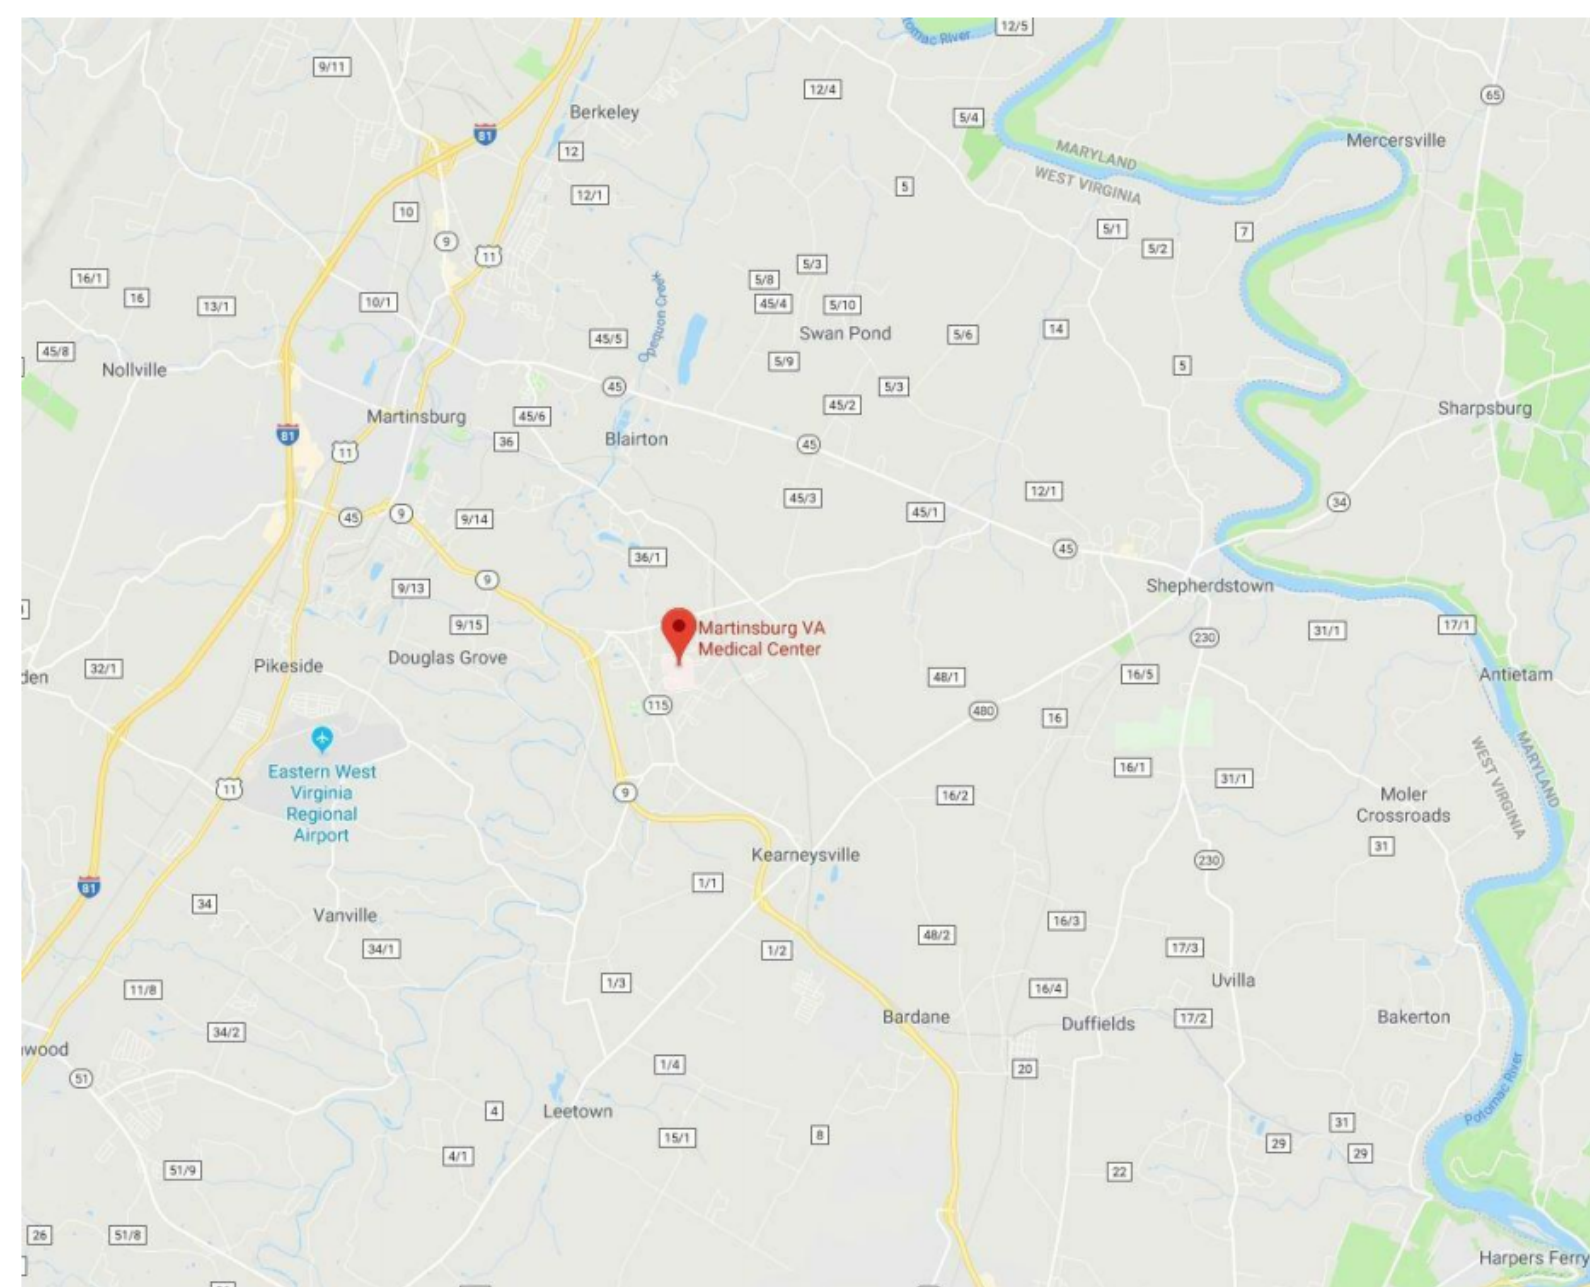 12/5
Potomac River
9/11
12/4
65
Berkeley
5/4
81
Mercersville
MARYLAND
WEST VIRGINIA
12
5
12/1
10
9
11
5/1
5/2
7
5/3
16/1
5/8
16
13/1
10/1
45/4
5/10
Opequon Creek
Swan Pond
45/5
5/6
14
45/8
5/9
5
Nollville
45
5/3
45/2
Sharpsburg
Martinsburg
45/6
81
36
Blairton
45
11
45/3
12/1
34
45
9
9/14
45/1
36/1
45
9
9/13
Shepherdstown
9/15
Martinsburg VA
Medical Center
230
31/1
17/1
32/1
Pikeside
Douglas Grove
den
48/1
16/5
Antietam
115
480
16
Eastern West
Virginia
Regional
Airport
MARYLAND
WEST VIRGINIA
16/1
31/1
11
9
16/2
Moler
Crossroads
31
Kearneysville
230
81
1/1
34
Vanville
34/1
1/2
48/2
16/3
17/3
1/3
Uvilla
11/8
16/4
34/2
Bardane
Duffields
17/2
Bakerton
wood
51
1/4
20
Potomac River
4
Leetown
15/1
8
31
29
29
4/1
51/9
22
26
51/8
Harpers Ferry